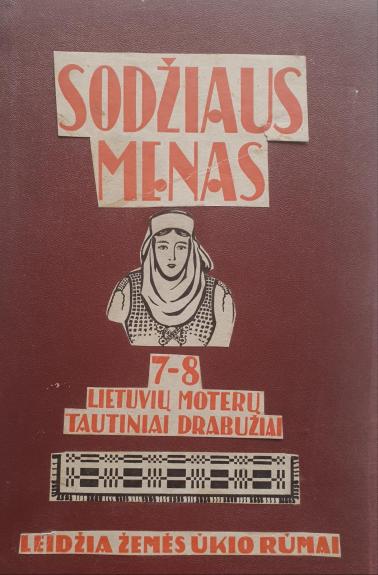 SODŽIAUS
MENAS
7-8
LIETUVIŲ MOTERŲ
TAUTINIAI DRABUŽIAI
LEIDŽIA ŽEMĖS ŪKIO RŪMAI